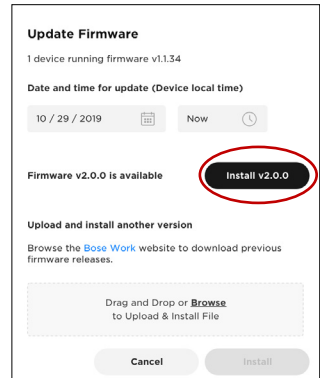 Update Firmware
1 device running firmware v1.1.34
Date and time for update (Device local time)
10 / 29 / 2019
Now
Firmware v2.0.0 is available
Install v2.0.0
Upload and install another version
Browse the Bose Work website to download previous
firmware releases.
Drag and Drop or Browse
to Upload & Install File
Cancel
Install